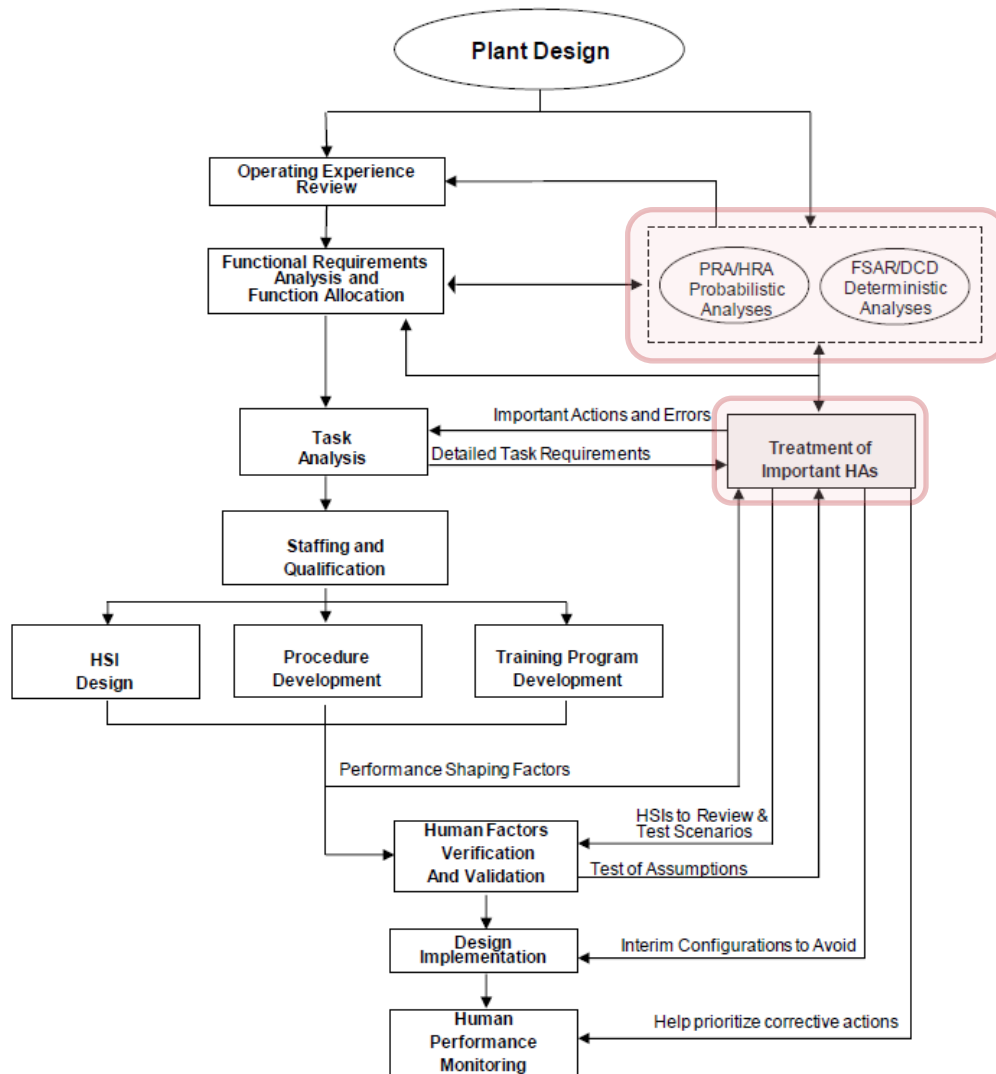 Plant Design
Operating Experience
Review
Functional Requirements
Analysis and
Function Allocation
PRA/HRA
Probabilistic
Analyses
FSAR/DCD
Deterministic
Analyses
Important Actions and Errors
Task
Analysis
Detailed Task Requirements
Treatment of
Important HAs
Staffing and
Qualification
HSI
Design
Procedure
Development
Training Program
Development
Performance Shaping Factors
HSIs to Review &
Test Scenarios
Human Factors
Verification
And Validation
Test of Assumptions
Design
Implementation
Interim Configurations to Avoid
Human
Performance
Monitoring
Help prioritize corrective actions